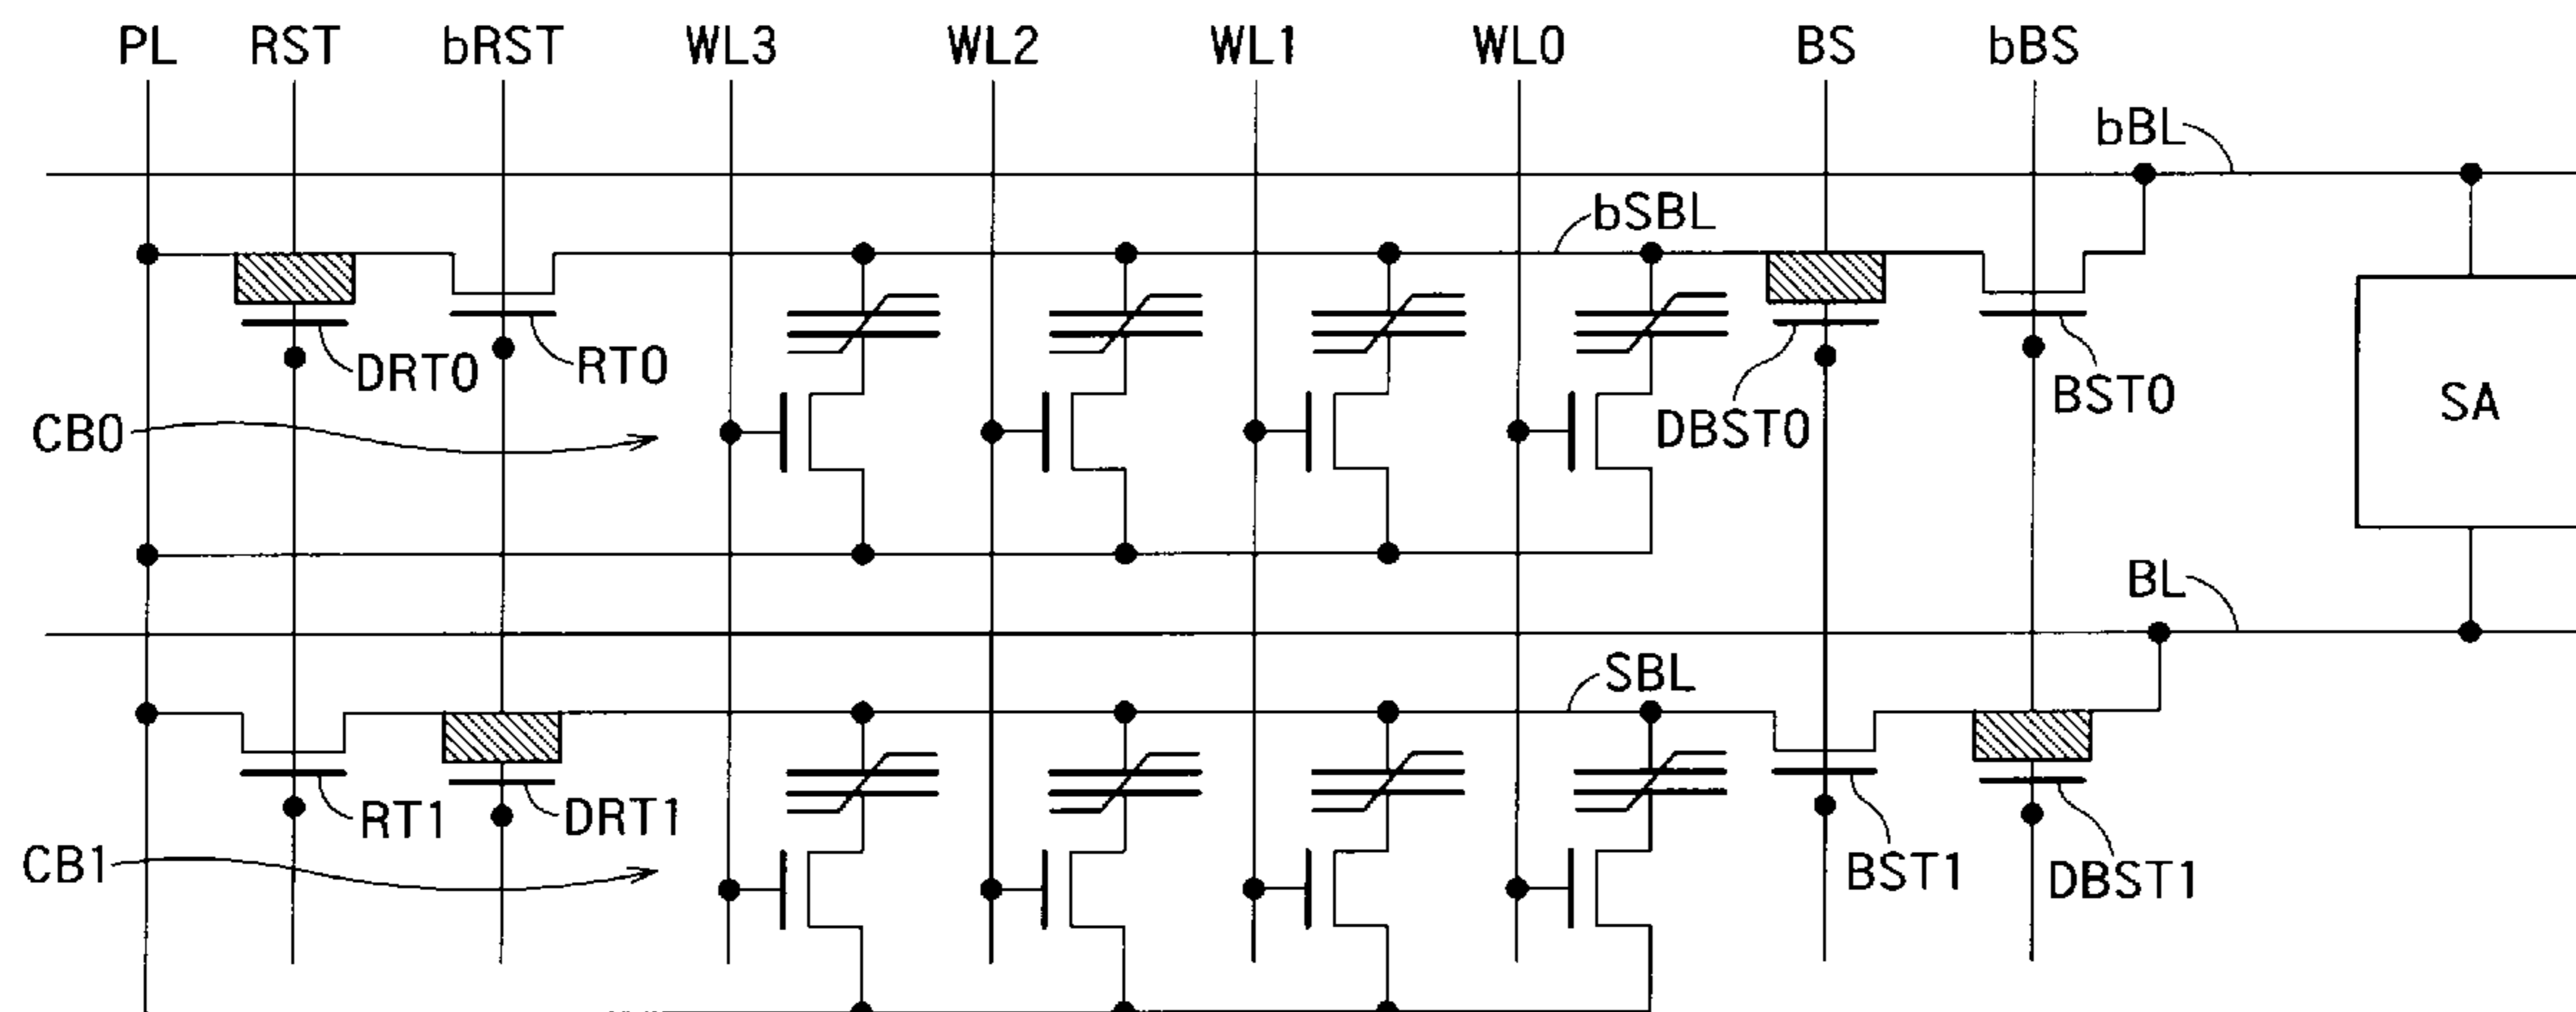 PL RST bRST WL3 WL2 WL1 WL0 BS bBS
bBL
bSBL
DRT0 RT0
CB0
DBST0
BST0
SA
BL
SBL
RT1 DRT1
CB1
BST1
DBST1